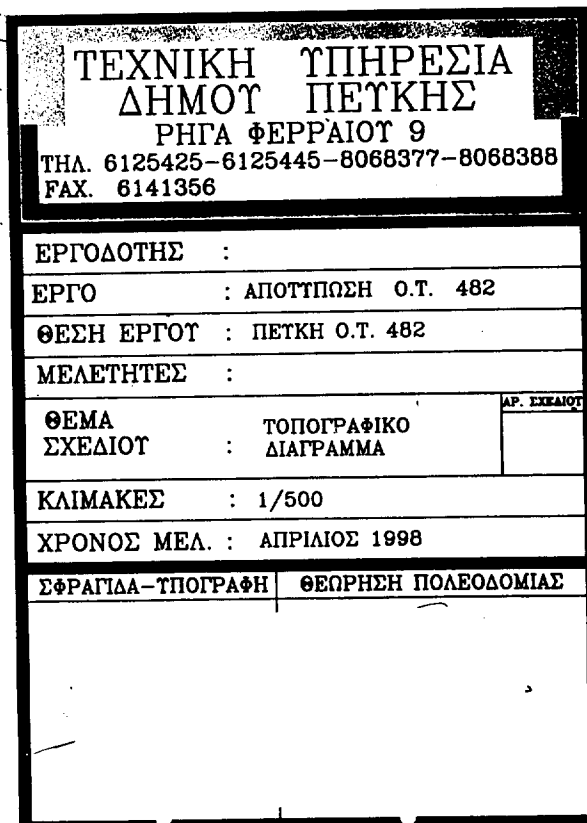 ΤΕΧΝΙΚΗ ΥΠΗΡΕΣΙΑ
ΔΗΜΟΥ ΠΕΥΚΗΣ
ΡΗΓΑ ΦΕΡΡΑΙΟΥ 9
ΤΗΛ. 6125425-6125445-8068377-8068388
FAX. 6141356
ΕΡΓΟΔΟΤΗΣ :
ΕΡΓΟ : ΑΠΟΤΥΠΩΣΗ Ο.Τ. 482
ΘΕΣΗ ΕΡΓΟΥ : ΠΕΥΚΗ Ο.Τ. 482
ΜΕΛΕΤΗΤΕΣ :
ΑΡ. ΣΧΕΔΙΟΥ
ΘΕΜΑ ΤΟΠΟΓΡΑΦΙΚΟ
ΣΧΕΔΙΟΥ : ΔΙΑΓΡΑΜΜΑ
ΚΛΙΜΑΚΕΣ : 1/500
ΧΡΟΝΟΣ ΜΕΛ. : ΑΠΡΙΛΙΟΣ 1998
ΣΦΡΑΓΙΔΑ-ΥΠΟΓΡΑΦΗ ΘΕΩΡΗΣΗ ΠΟΛΕΟΔΟΜΙΑΣ